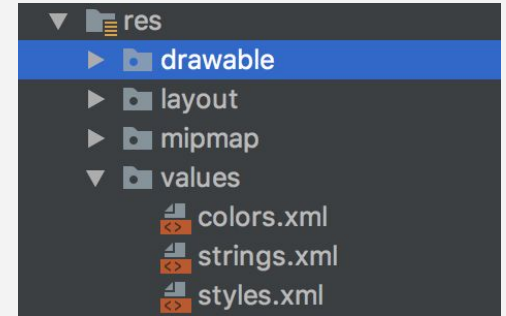 res
drawable
layout
mipmap
values
colors.xml
strings.xml
styles.xml